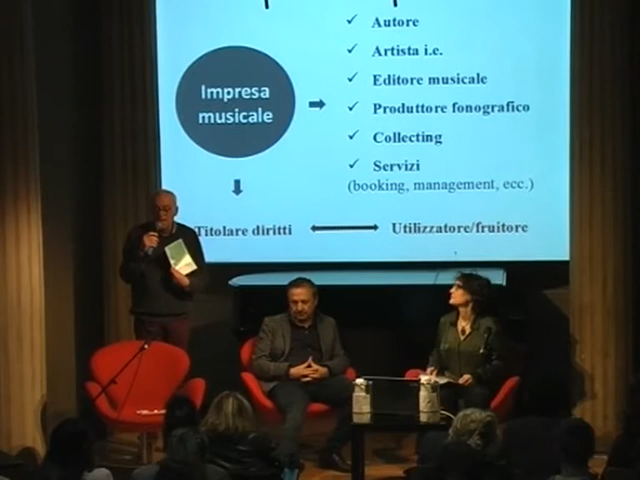 Autore
Artista i.e.
Editore musicale
Produttore fonografico
Collecting
Servizi
(booking, management, ecc.)
Impresa
musicale
Titolare diritti
Utilizzatore/fruitore